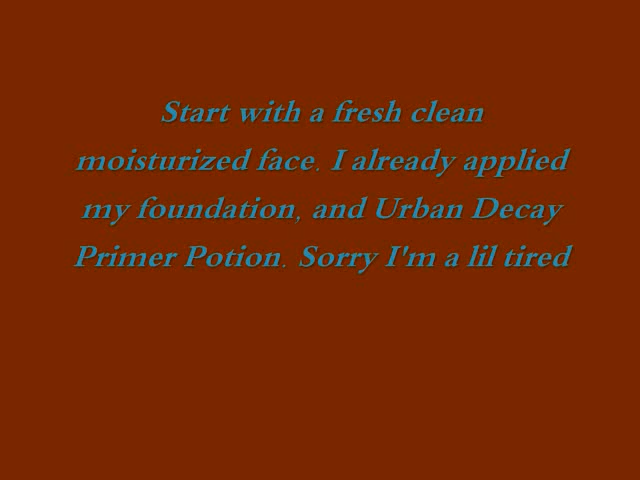 Start with a fresh clean
moisturized face. I already applied
my foundation, and Urban Decay
Primer Potion. Sorry I'm a lil tired